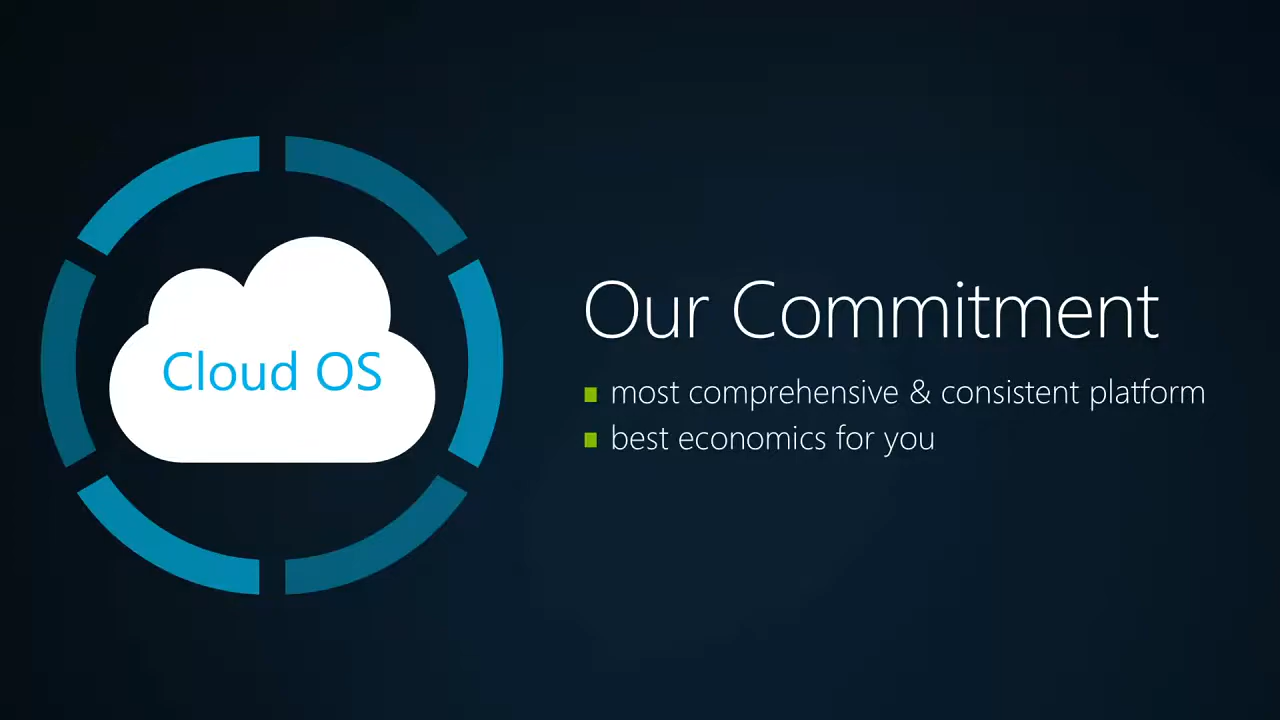 Cloud OS
Our Commitment
most comprehensive & consistent platform
best economics for you